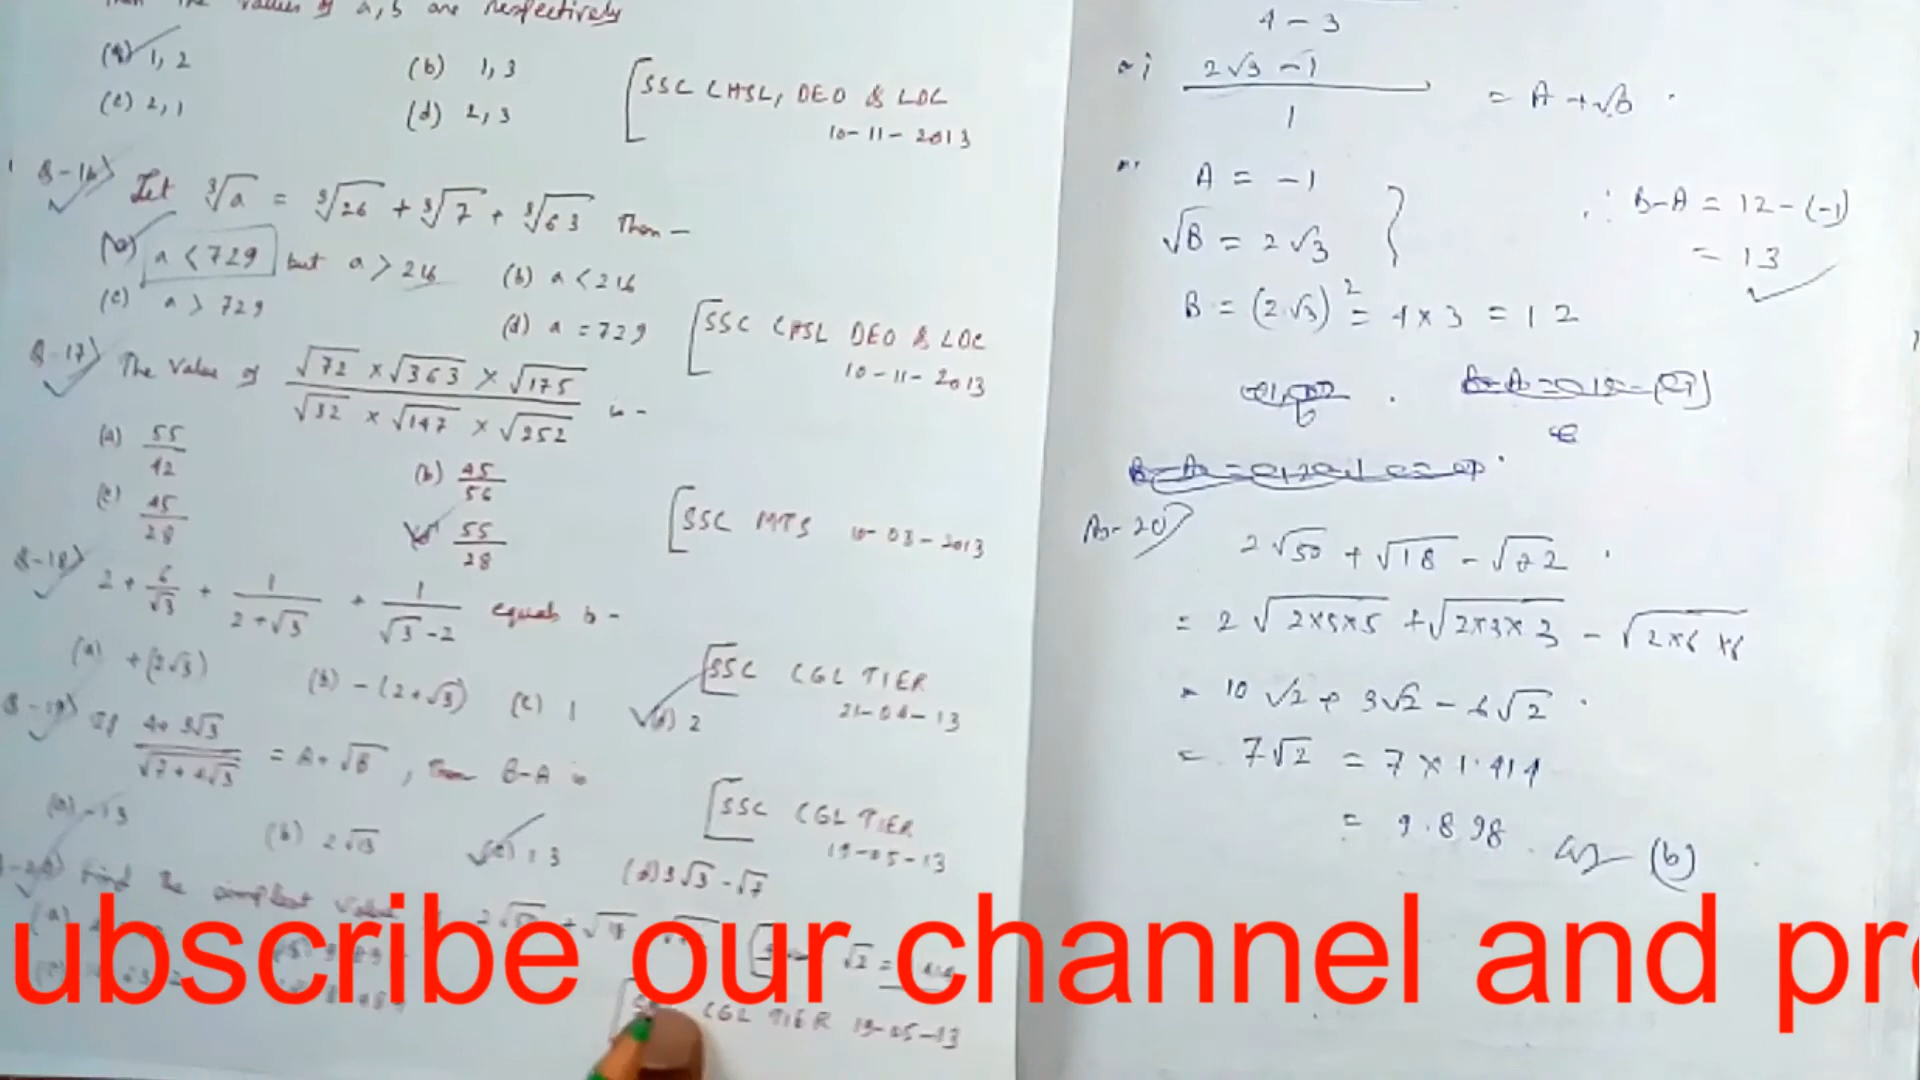 the values of a, b are respectively
(a) 1, 2
(b) 1, 3
(c) 2, 1
(d) 2, 3
[SSC CHSL, DEO & LDC
10-11-2013
Q-16) Let ∛a = ∛26 + ∛7 + ∛63 Then -
(a) a < 729 but a > 216
(b) a < 216
(c) a > 729
(d) a = 729
[SSC CHSL DEO & LDC
10-11-2013
Q-17) The value of (√72 × √363 × √175) / (√32 × √147 × √252) is -
(a) 55/42
(b) 45/56
(c) 45/28
55/28
[SSC MTS 10-03-2013
Q-18) 2 + 6/√3 + 1/(2+√3) + 1/(√3-2) equals to -
(a) +(2√3)
(b) -(2+√3)
(c) 1
(d) 2
[SSC CGL TIER
21-04-13
Q-19) If (4+3√3)/√(7+4√3) = A+√B, Then B-A is
(a) -13
(b) 2√13
(c) 13
(d) 3√3-√7
[SSC CGL TIER
19-05-13
Find the simplest value
√2 =
CGL TIER 19-05-13
4 - 3
2√3 - 1
1
= A + √B
A = -1
√B = 2√3
B = (2√3)² = 4×3 = 12
∴ B-A = 12-(-1)
= 13
20)
2√50 + √18 - √72
= 2√2×5×5 + √2×3×3 - √2×6×6
= 10√2 + 3√2 - 6√2
= 7√2 = 7×1.414
= 9.898 (b)
ubscribe our channel and pre